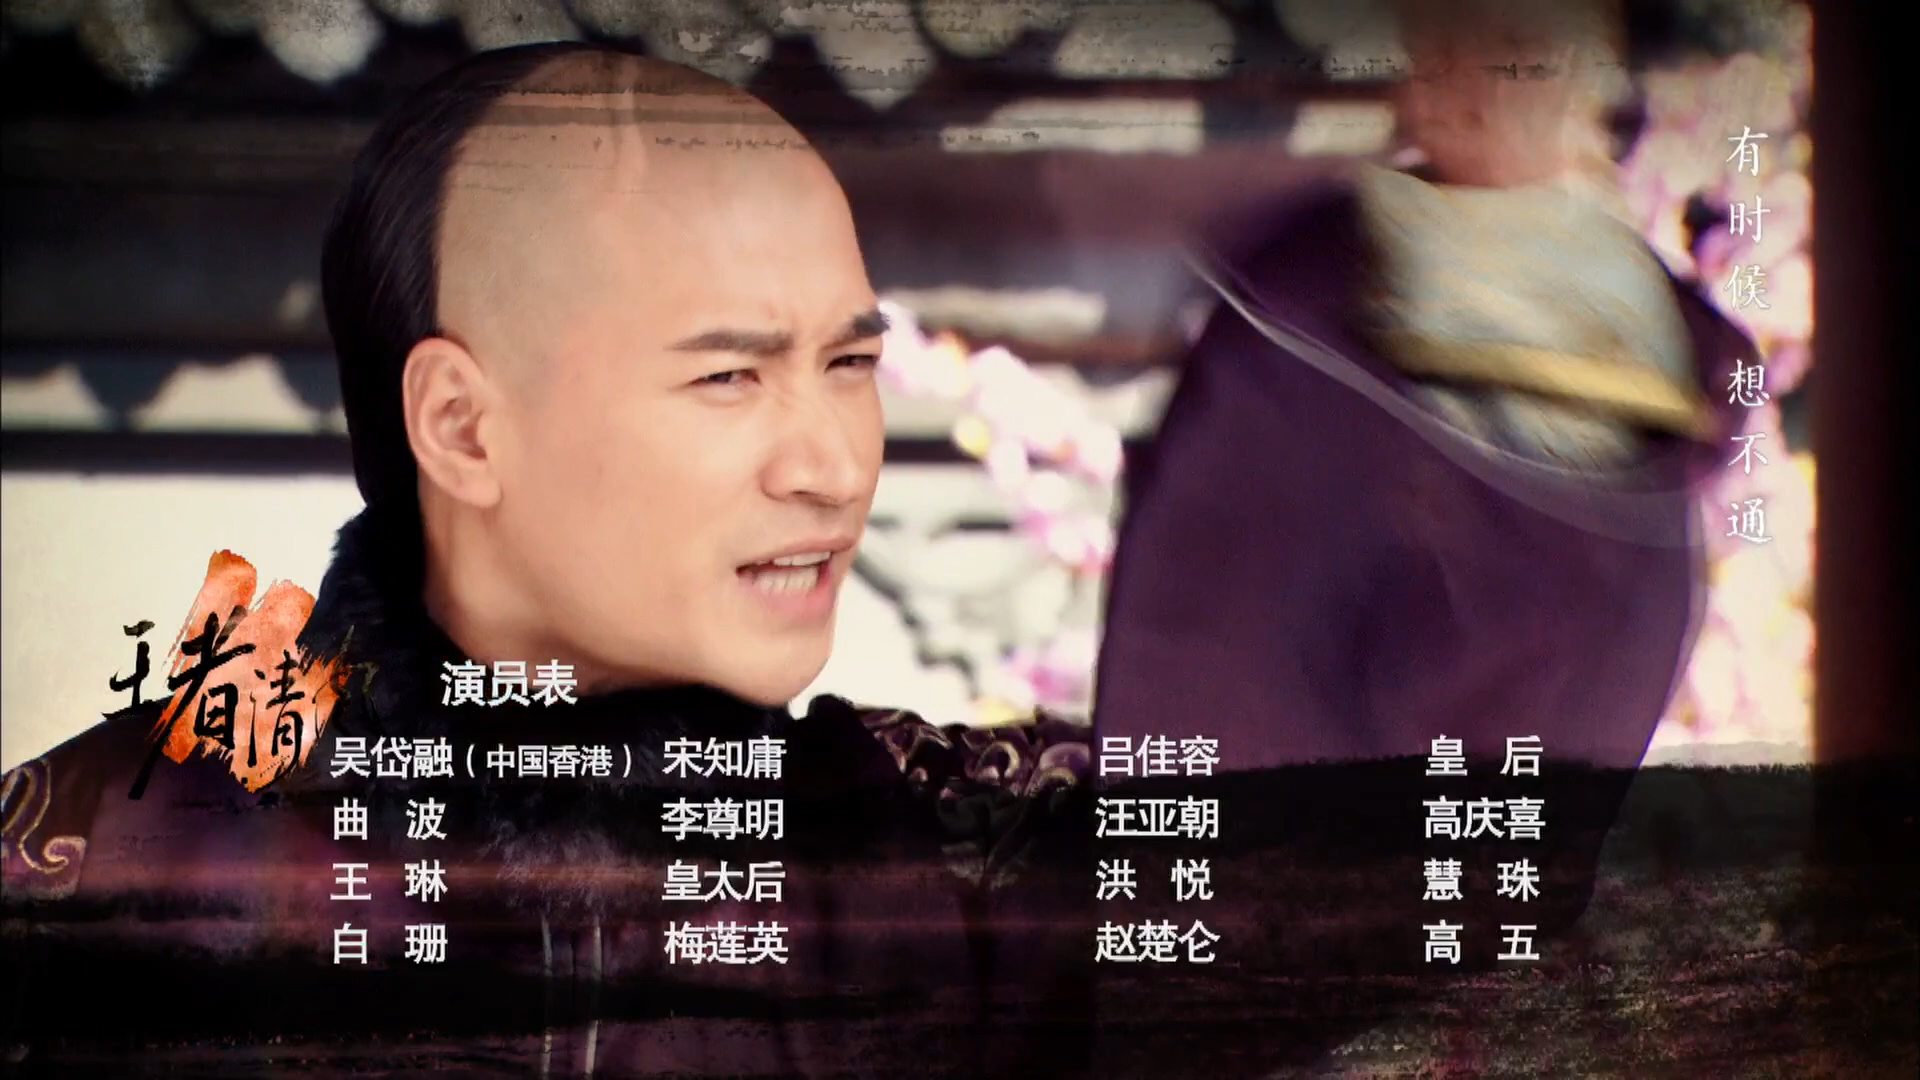 有时候 想不通
王者清风
演员表
吴岱融（中国香港） 宋知庸 吕佳容 皇 后
曲 波 李尊明 汪亚朝 高庆喜
王 琳 皇太后 洪 悦 慧 珠
白 珊 梅莲英 赵楚仑 高 五